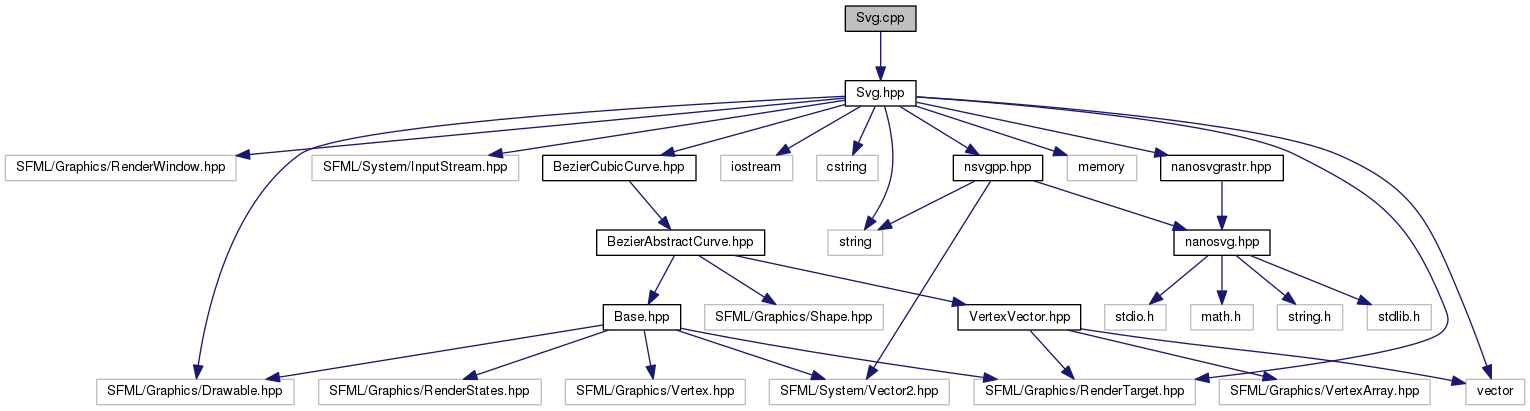 Svg.cpp
Svg.hpp
SFML/Graphics/RenderWindow.hpp
SFML/System/InputStream.hpp
BezierCubicCurve.hpp
iostream
cstring
nsvgpp.hpp
memory
nanosvgrastr.hpp
BezierAbstractCurve.hpp
string
nanosvg.hpp
Base.hpp
SFML/Graphics/Shape.hpp
VertexVector.hpp
stdio.h
math.h
string.h
stdlib.h
SFML/Graphics/Drawable.hpp
SFML/Graphics/RenderStates.hpp
SFML/Graphics/Vertex.hpp
SFML/System/Vector2.hpp
SFML/Graphics/RenderTarget.hpp
SFML/Graphics/VertexArray.hpp
vector